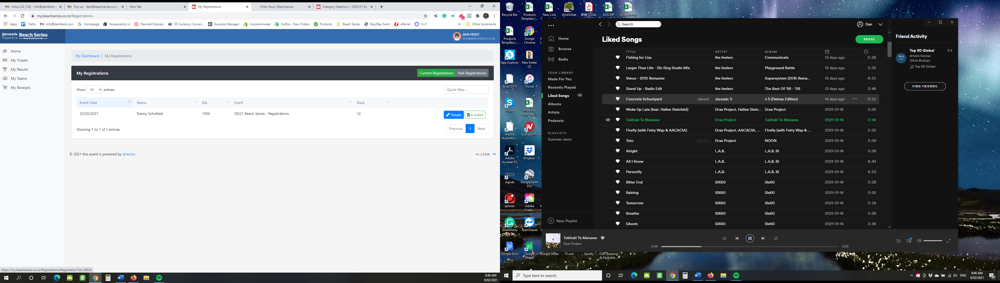 Inbox (22,124) - info@danfeisst.c
Top up - dan@beachseries.co.nz
New Tab
My Registrations
Enter Now | Beachseries
Category Selection / 2020/21 Be
my.beachseries.co.nz/Registrations
Apps
Trello
info@danfeisst.com
Homepage
blueseventy nz
Payment Express
XE Currency Conver...
Business Manager
mojoswimwear
Fulfilio - New Orders
Products
Beach Series
Bay2Bay Swim
eParcel
Cin7
»
Other bookmarks
Harcourts
Cooper & Co
Beach Series
Keep fit and have fun
DAN FEISST
DAN@BEACHSERIES.CO.NZ
Home
My Tickets
My Results
My Teams
My Receipts
My Dashboard / My Registrations
My Registrations
Current Registrations
Past Registrations
Show 10 entries
Quick filter ...
Event Date Name Bib Event Race
23/03/2021 Danny Schofield 1506 20/21 Beach Series - Registrations 12 Details e-ticket
Showing 1 to 1 of 1 entries
Previous 1 Next
© 2021 this event is powered by director.
Vn. 3.3.009
https://my.beachseries.co.nz/Registrations/Registration?id=28824
8:46 AM
9/02/2021
Recycle Bin
Products
Template (...
New Line
WinDirStat
新西兰Dan
AQS MP
blueseventy
Products
Template (...
Google
Chrome
App Explorer
New folder
(2)
Excel 2016
iTunes
Skype
Products
Template (...
Adobe
Illustrator...
ExpressVPN
Adobe
Acrobat DC
Dropbox
Agoda
Google Earth
Pro
qmiran
Adobe
Creati...
Grammarly
TeamViewer
Google Docs
Google
Sheets
Google Slides
T3 suit
Spotify
ESET Banking
& Payment...
Search
Dan
Home
Browse
Radio
YOUR LIBRARY
Made For You
Recently Played
Liked Songs
Albums
Artists
Podcasts
PLAYLISTS
Summer Jams
New Playlist
Liked Songs
PAUSE
TITLE ARTIST ALBUM
Fishing for Lisa the feelers Communicate 13 days ago 2:58
Larger Than Life - Sin Sing Studio Mix the feelers Playground Battle 13 days ago 3:35
Venus - 2015 Remaster the feelers Supersystem (2015 Rema... 13 days ago 4:51
Stand Up - Radio Edit the feelers The Best Of '98 - '08 13 days ago 3:46
Concrete Schoolyard EXPLICIT Jurassic 5 J 5 (Deluxe Edition) 14 days ago ... 5:21
Woke Up Late (feat. Hailee Steinfeld) Drax Project, Hailee Stein... Drax Project 2021-01-14 3:02
Tukituki Te Manawa Drax Project Tukituki Te Manawa 2021-01-14 2:54
Firefly (with Fetty Wap & AACACIA) Drax Project, AACACIA, ... Firefly (with Fetty Wap & ... 2021-01-14 2:52
Toto EXPLICIT Drax Project NOON 2021-01-14 3:09
Alright L.A.B. L.A.B. III 2021-01-14 3:06
All I Know L.A.B. L.A.B. III 2021-01-14 4:43
Personify L.A.B. L.A.B. III 2021-01-14 4:23
Bitter End SIX60 Six60 2021-01-14 3:29
Raining SIX60 Six60 2021-01-14 3:02
Tomorrow SIX60 Six60 2021-01-14 3:16
Breathe SIX60 Six60 2021-01-14 3:36
Ghosts SIX60 Six60 2021-01-14 3:36
Friend Activity
Top 50 Global 3 d
drivers license
Olivia Rodrigo
Top 50 Global
FIND FRIENDS
Tukituki Te Manawa
Drax Project
0:38
2:53
Type here to search
ENG
8:46 AM
9/02/2021
41